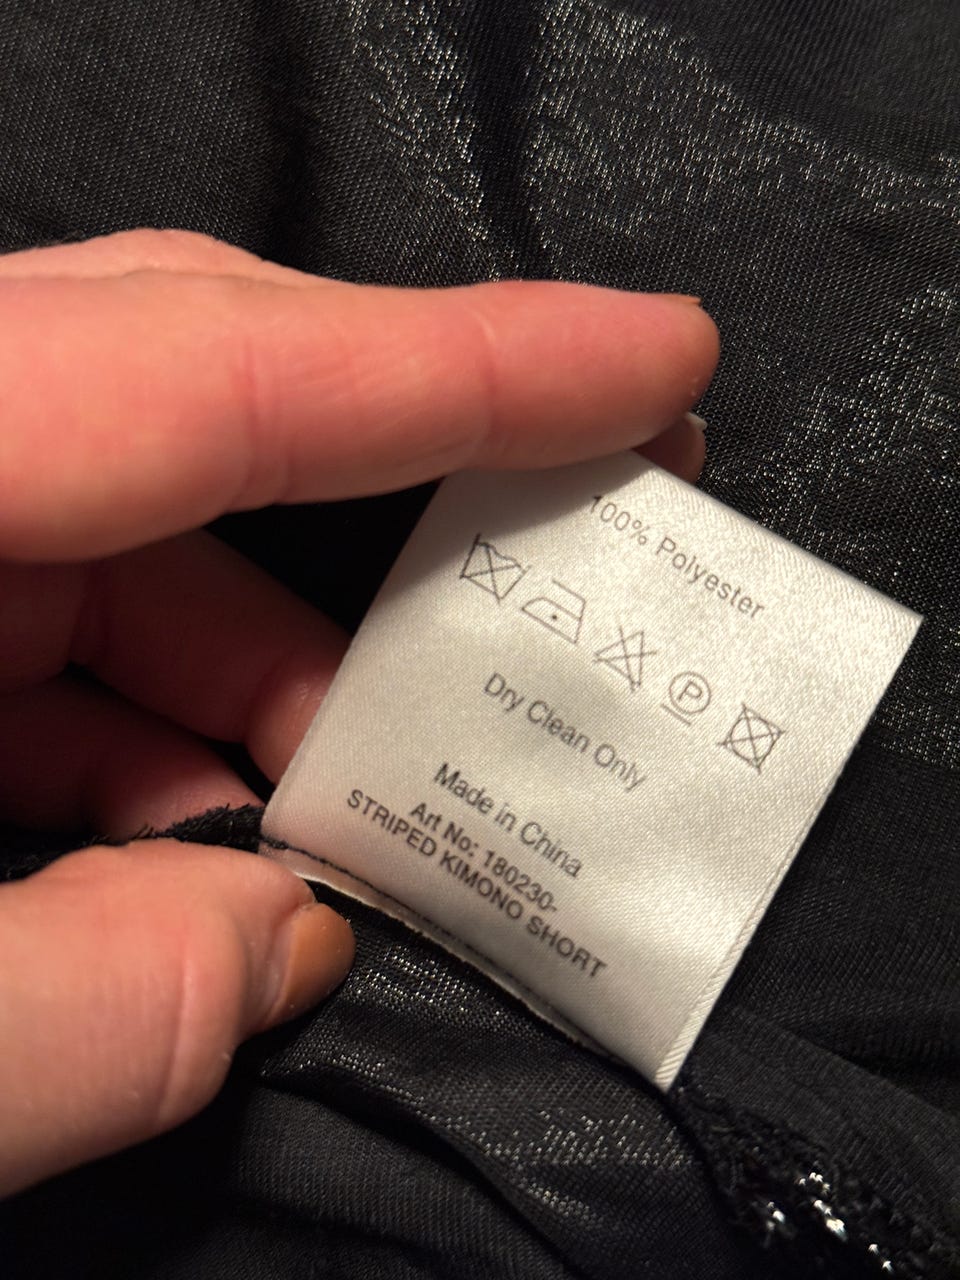 100% Polyester
P
Dry Clean Only
Made in China
Art No: 180230-
STRIPED KIMONO SHORT